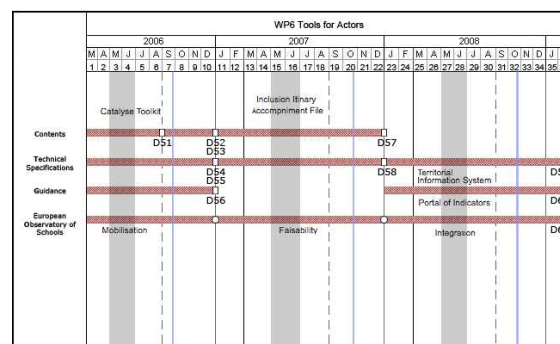 WP6 Tools for Actors
2006 2007 2008
M A M J J A S O N D J F M A M J J A S O N D J F M A M J J A S O N D J
1 2 3 4 5 6 7 8 9 10 11 12 13 14 15 16 17 18 19 20 21 22 23 24 25 26 27 28 29 30 31 32 33 34 35
Catalyse Toolkit
Inclusion Itinary
Accompniment File
Contents
D51 D52 D57
D53
Technical
Specifications
D54 D58
D55
Territorial
Information System
Guidance
D56
Portal of Indicators
European
Observatory of
Schools
Mobilisation Faisability Integration